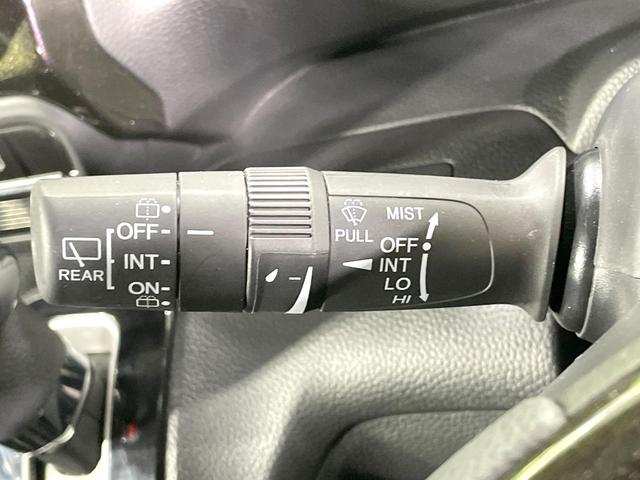 REAR
OFF
INT
ON
PULL
MIST
OFF
INT
LO
HI